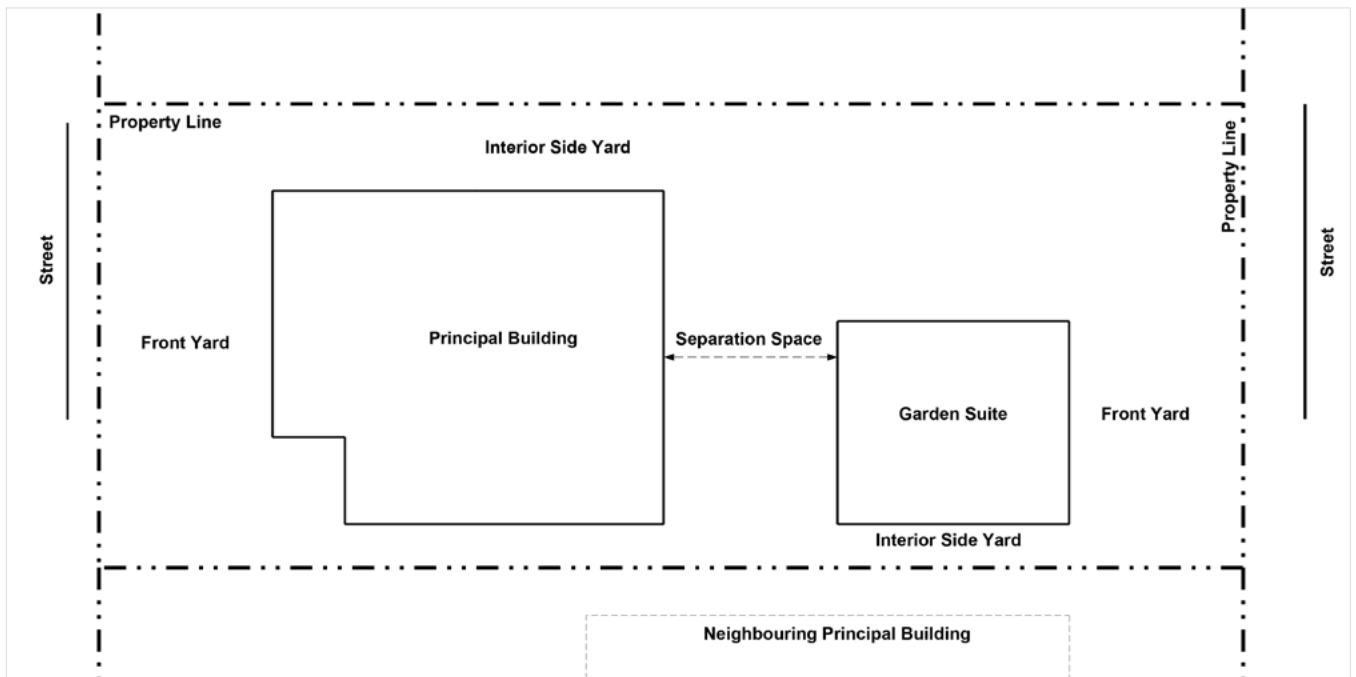 Property Line
Interior Side Yard
Property Line
Street
Street
Front Yard
Principal Building
Separation Space
Garden Suite
Front Yard
Interior Side Yard
Neighbouring Principal Building